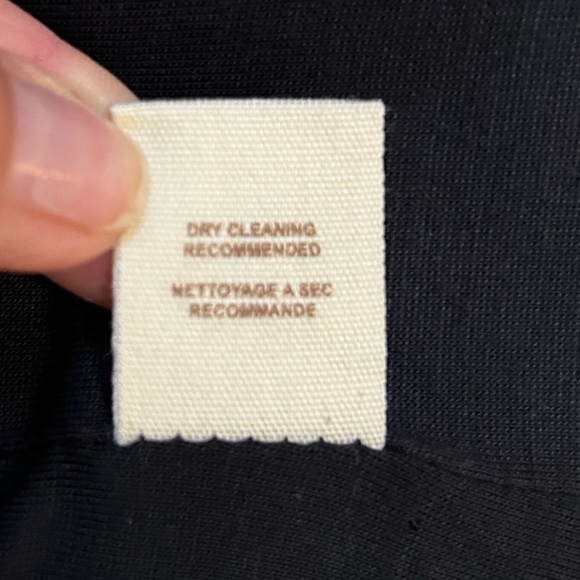 DRY CLEANING
RECOMMENDED
NETTOYAGE A SEC
RECOMMANDE